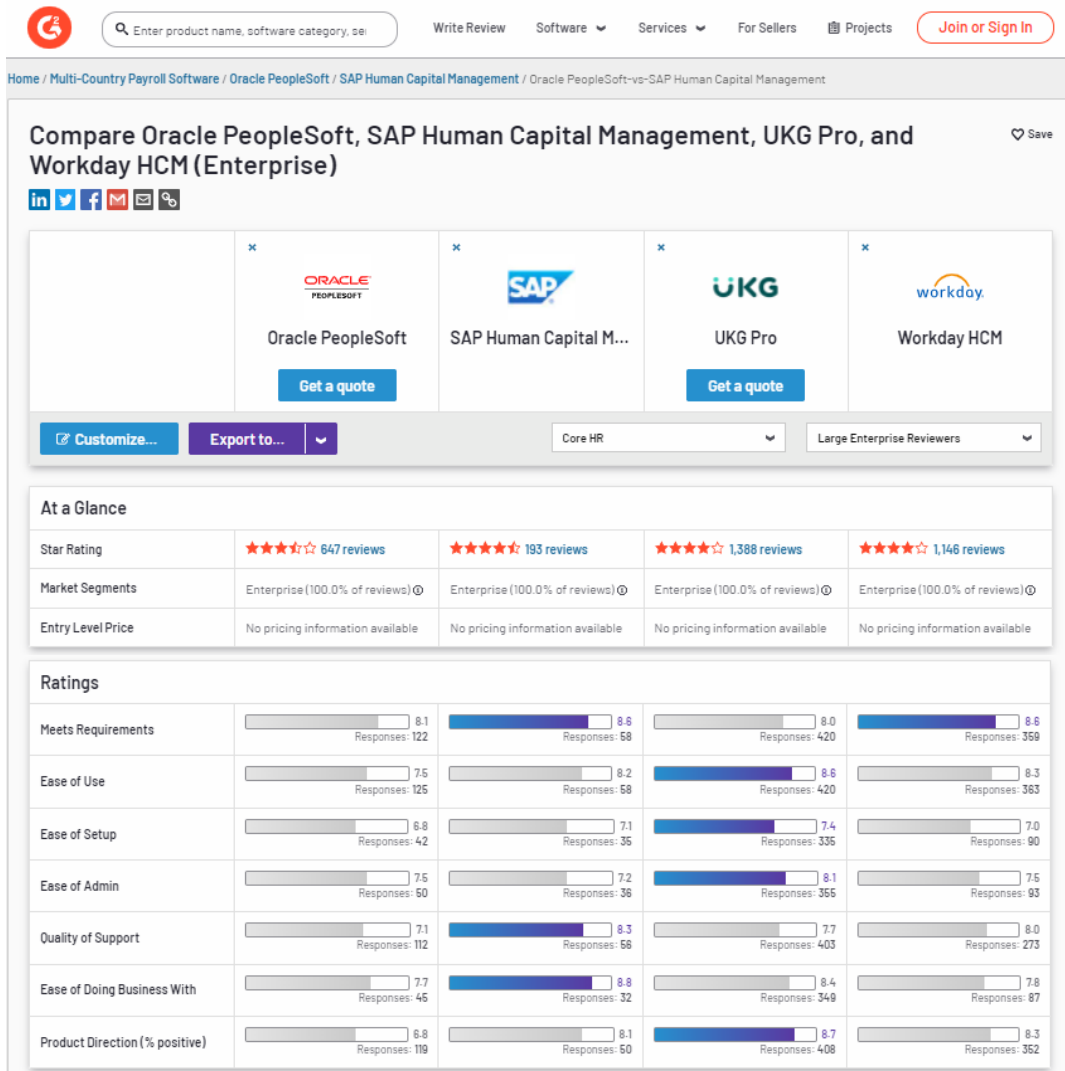 G2
Enter product name, software category, se
Write Review Software Services For Sellers Projects Join or Sign In
Home / Multi-Country Payroll Software / Oracle PeopleSoft / SAP Human Capital Management / Oracle PeopleSoft-vs-SAP Human Capital Management
Compare Oracle PeopleSoft, SAP Human Capital Management, UKG Pro, and
Workday HCM (Enterprise)
Save
in
× × × ×
ORACLE SAP UKG workday.
PEOPLESOFT
Oracle PeopleSoft SAP Human Capital M... UKG Pro Workday HCM
Get a quote Get a quote
Customize... Export to... Core HR Large Enterprise Reviewers
At a Glance
Star Rating 647 reviews 193 reviews 1,388 reviews 1,146 reviews
Market Segments Enterprise (100.0% of reviews) Enterprise (100.0% of reviews) Enterprise (100.0% of reviews) Enterprise (100.0% of reviews)
Entry Level Price No pricing information available No pricing information available No pricing information available No pricing information available
Ratings
Meets Requirements 8.1 8.6 8.0 8.6
Responses: 122 Responses: 58 Responses: 420 Responses: 359
Ease of Use 7.5 8.2 8.6 8.3
Responses: 125 Responses: 58 Responses: 420 Responses: 363
Ease of Setup 6.8 7.1 7.4 7.0
Responses: 42 Responses: 35 Responses: 335 Responses: 90
Ease of Admin 7.5 7.2 8.1 7.5
Responses: 50 Responses: 36 Responses: 355 Responses: 93
Quality of Support 7.1 8.3 7.7 8.0
Responses: 112 Responses: 56 Responses: 403 Responses: 273
Ease of Doing Business With 7.7 8.8 8.4 7.8
Responses: 45 Responses: 32 Responses: 349 Responses: 87
Product Direction (% positive) 6.8 8.1 8.7 8.3
Responses: 119 Responses: 50 Responses: 408 Responses: 352